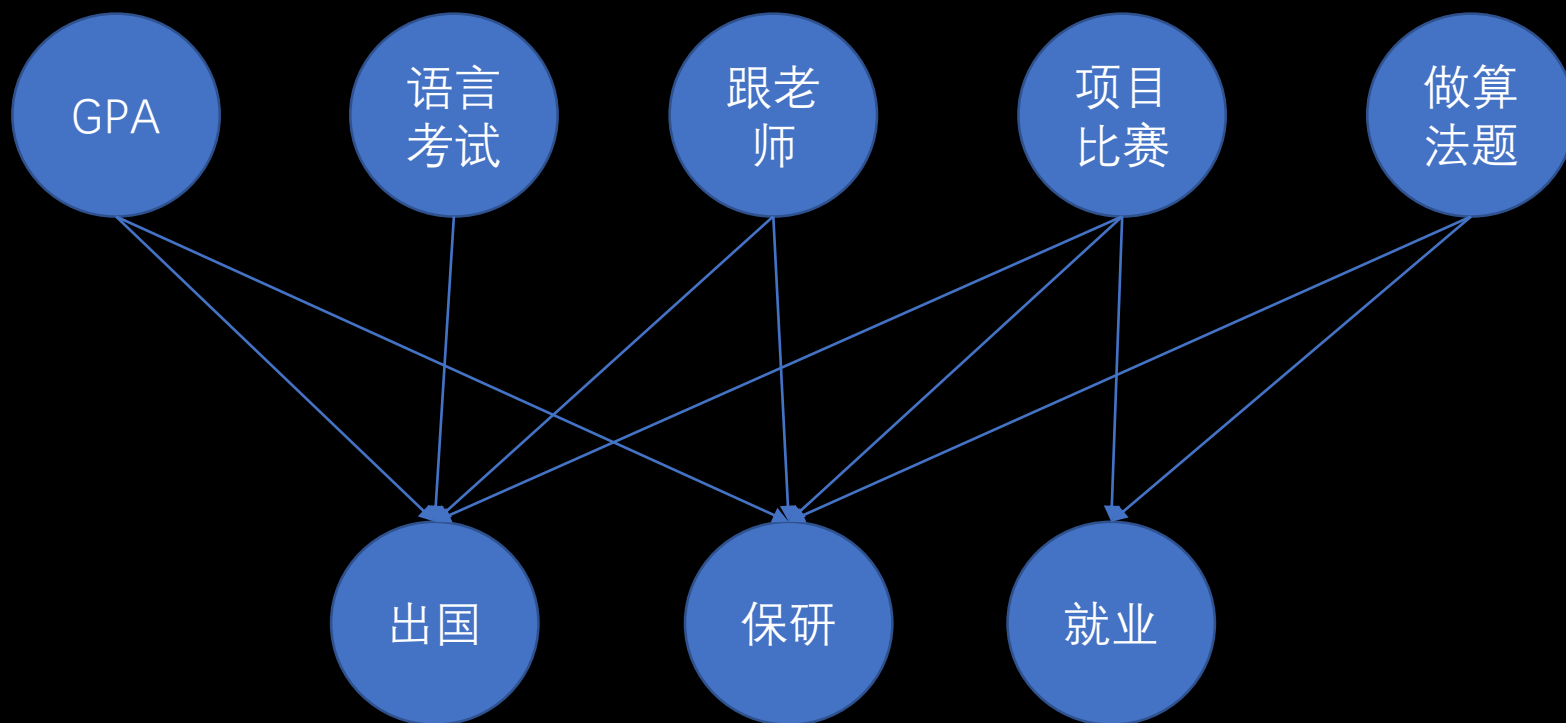 GPA
语言
考试
跟老
师
项目
比赛
做算
法题
出国
保研
就业